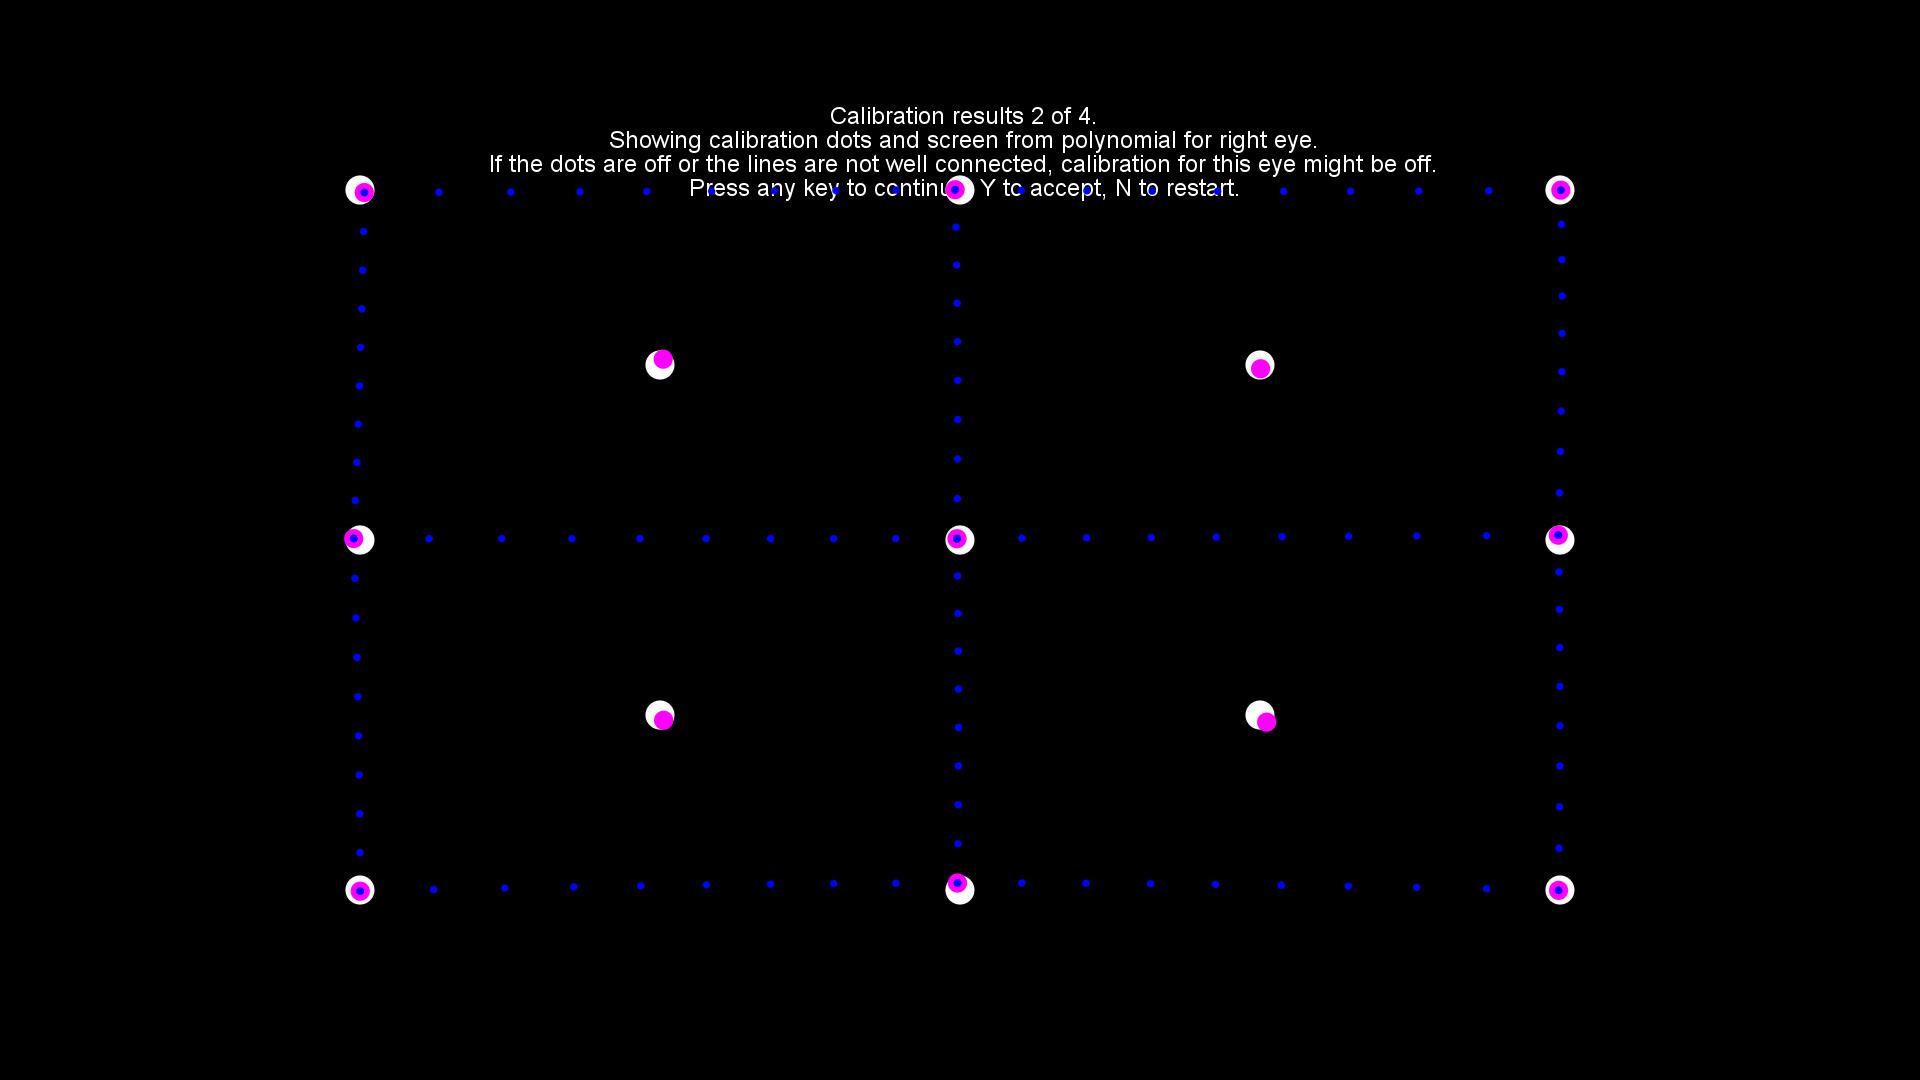 Calibration results 2 of 4.
Showing calibration dots and screen from polynomial for right eye.
If the dots are off or the lines are not well connected, calibration for this eye might be off.
Press any key to continu Y to accept, N to restart.